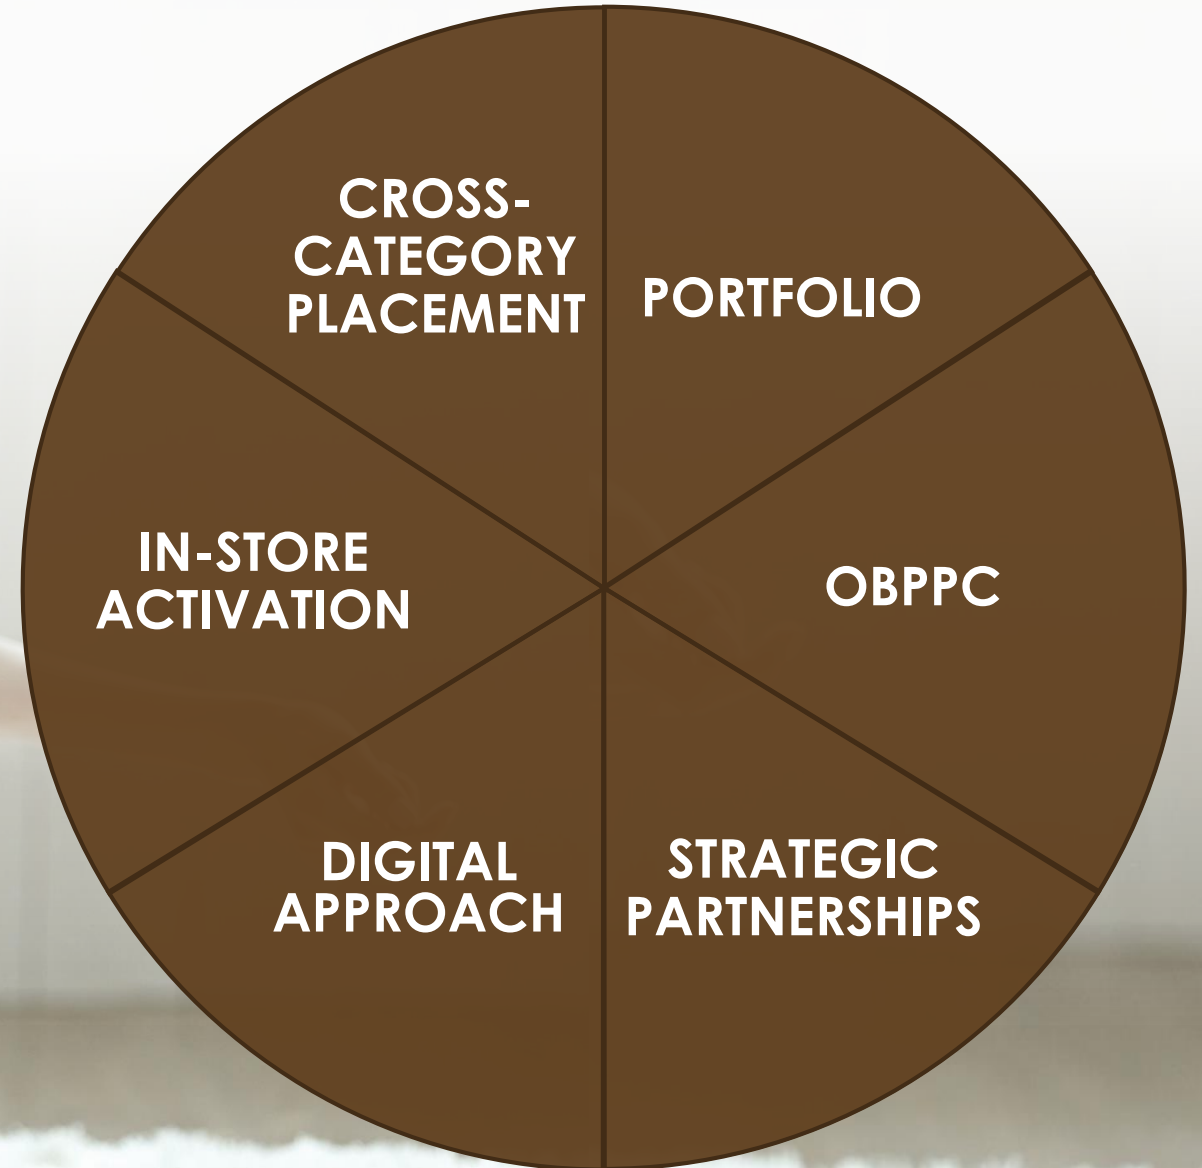 CROSS-
CATEGORY
PLACEMENT
PORTFOLIO
IN-STORE
ACTIVATION
OBPPC
DIGITAL
APPROACH
STRATEGIC
PARTNERSHIPS